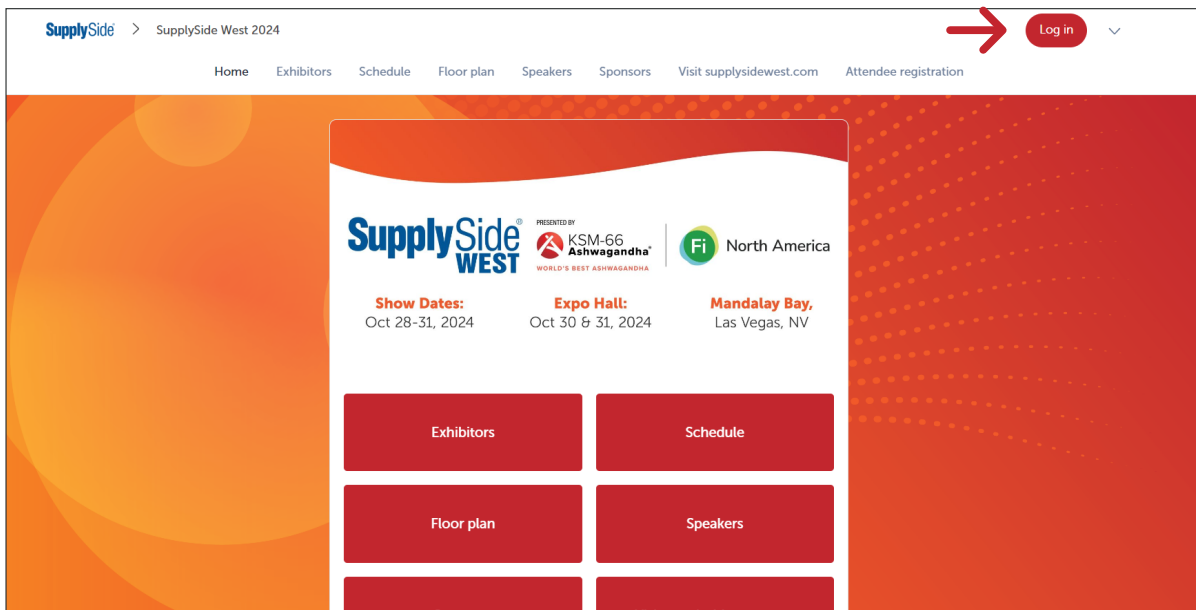 SupplySide > SupplySide West 2024
Log in
Home Exhibitors Schedule Floor plan Speakers Sponsors Visit supplysidewest.com Attendee registration
SupplySide®
WEST
PRESENTED BY
KSM-66
Ashwagandha®
WORLD'S BEST ASHWAGANDHA
Fi North America
Show Dates:
Oct 28-31, 2024
Expo Hall:
Oct 30 & 31, 2024
Mandalay Bay,
Las Vegas, NV
Exhibitors
Schedule
Floor plan
Speakers